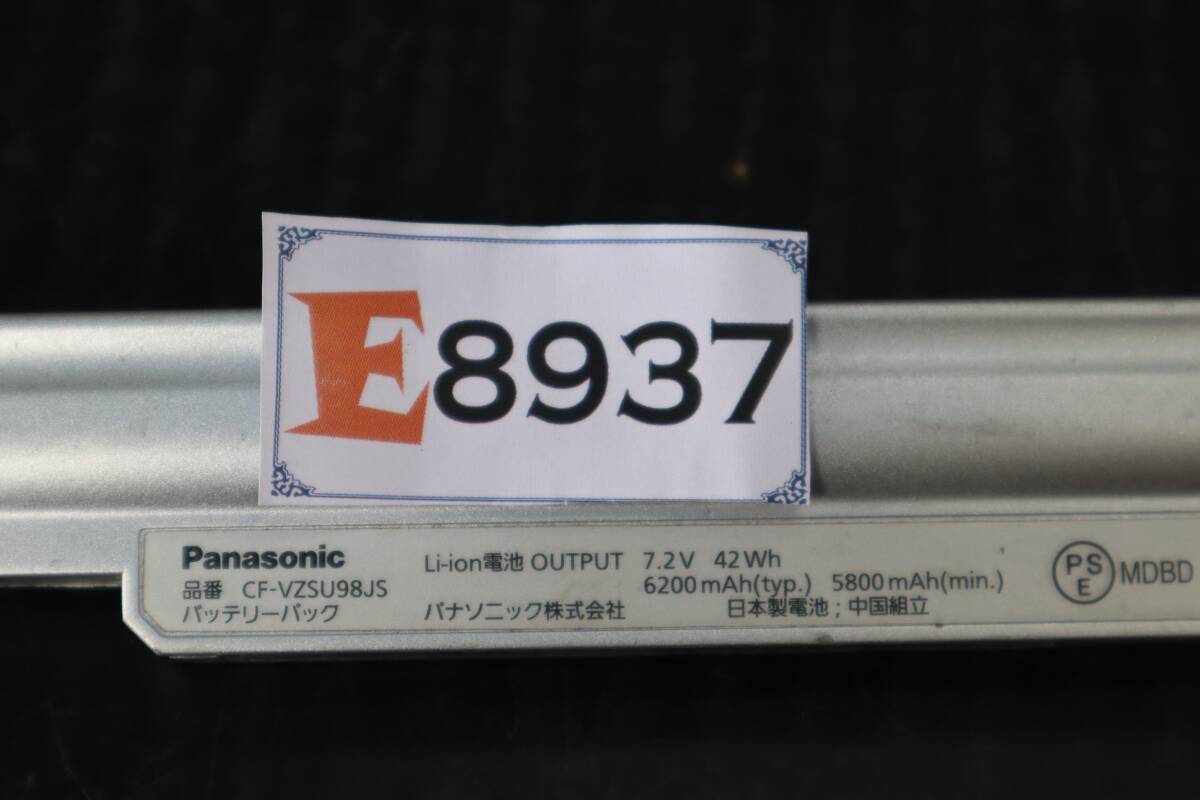 E8937
Panasonic
品番 CF-VZSU98JS
バッテリーパック
Li-ion電池 OUTPUT 7.2V 42Wh
6200mAh(typ.) 5800mAh(min.)
パナソニック株式会社 日本製電池；中国組立
PS
E
MDBD